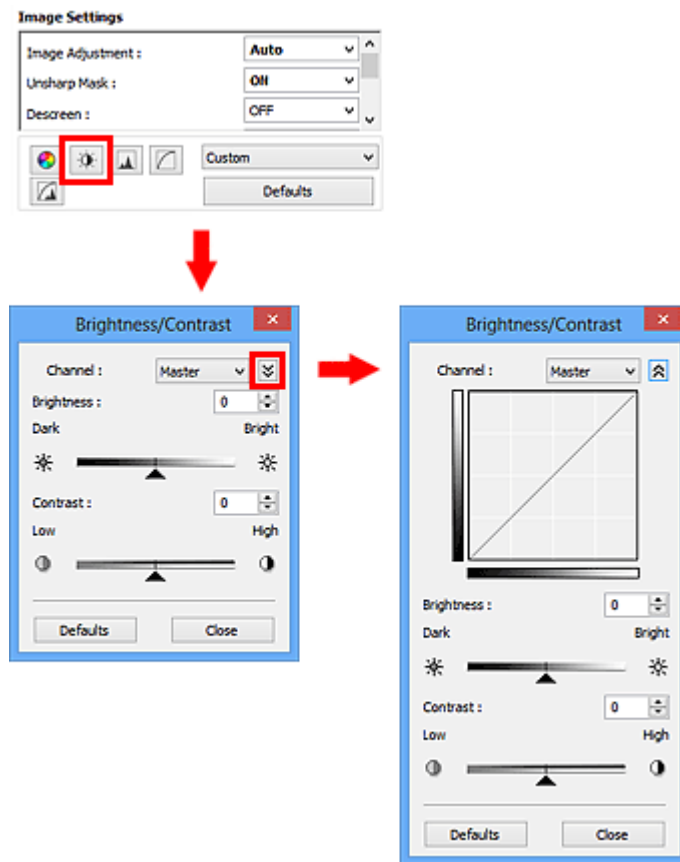 Image Settings
Image Adjustment : Auto
Unsharp Mask : ON
Descreen : OFF
Custom
Defaults
Brightness/Contrast
Channel : Master
Brightness : 0
Dark Bright
Contrast : 0
Low High
Defaults Close
Brightness/Contrast
Channel : Master
Brightness : 0
Dark Bright
Contrast : 0
Low High
Defaults Close